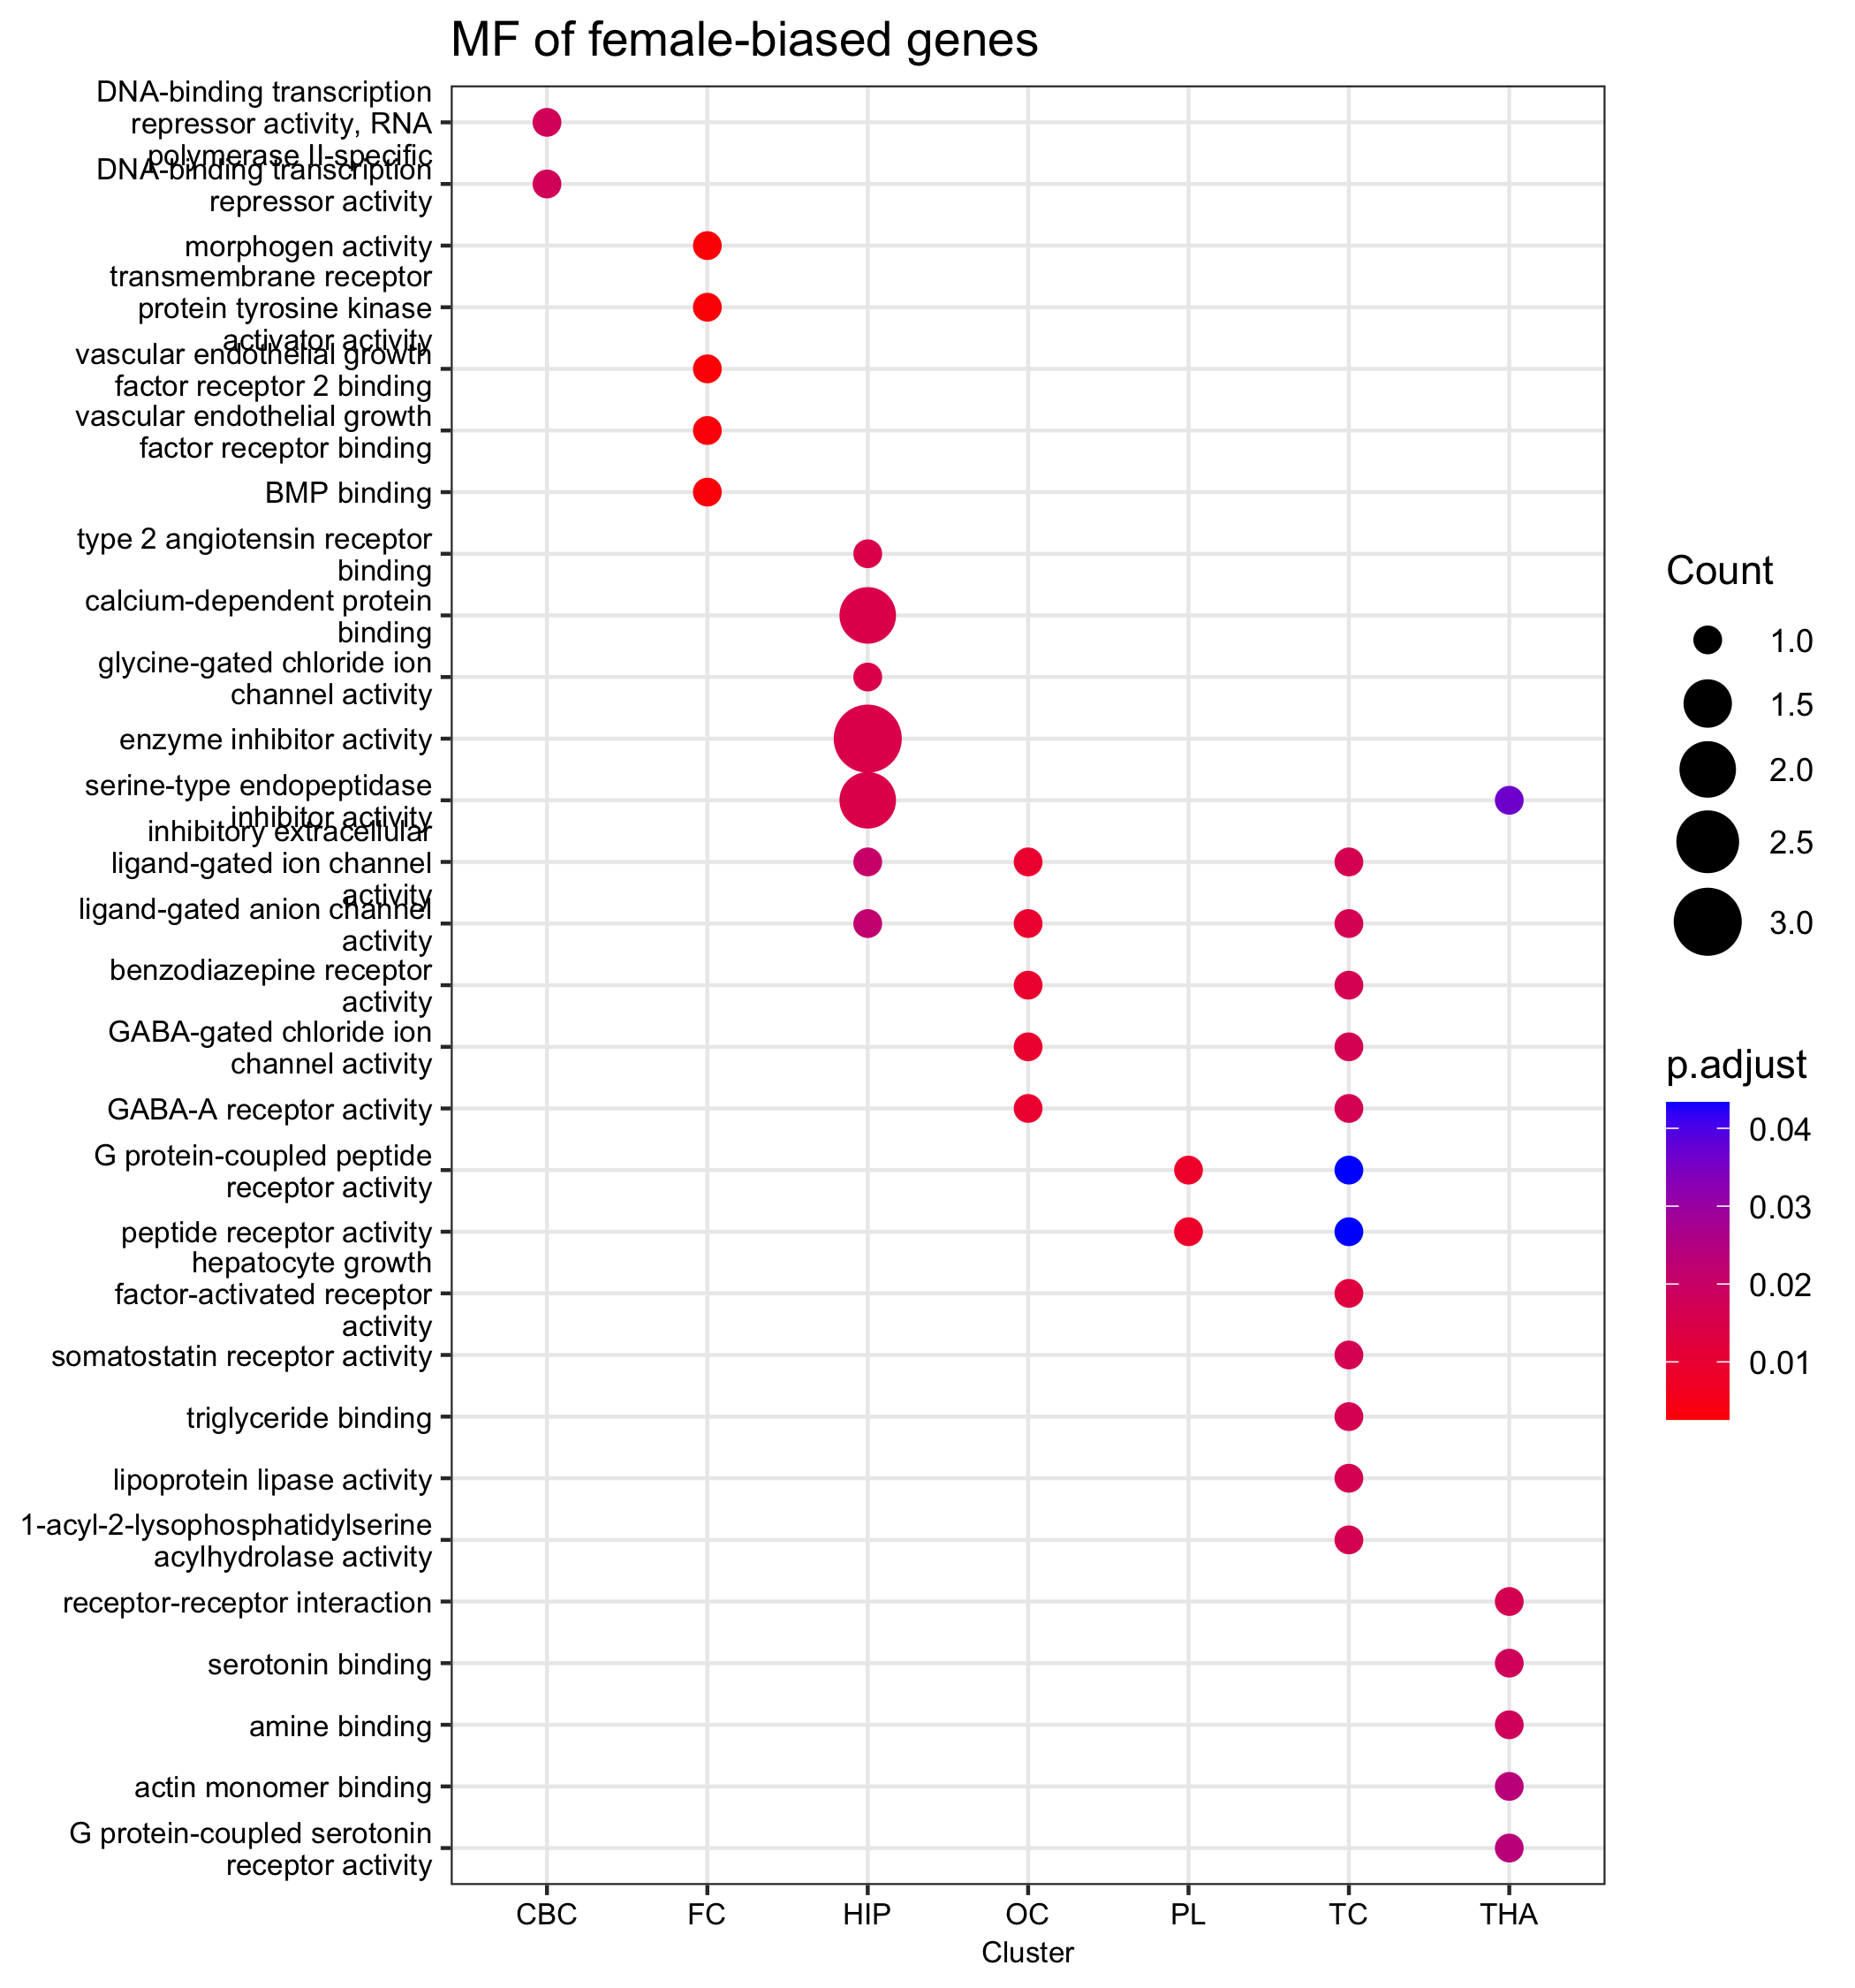 MF of female-biased genes
DNA-binding transcription
repressor activity, RNA
polymerase II-specific
DNA-binding transcription
repressor activity
morphogen activity
transmembrane receptor
protein tyrosine kinase
activator activity
vascular endothelial growth
factor receptor 2 binding
vascular endothelial growth
factor receptor binding
BMP binding
type 2 angiotensin receptor
binding
calcium-dependent protein
binding
glycine-gated chloride ion
channel activity
enzyme inhibitor activity
serine-type endopeptidase
inhibitor activity
inhibitory extracellular
ligand-gated ion channel
activity
ligand-gated anion channel
activity
benzodiazepine receptor
activity
GABA-gated chloride ion
channel activity
GABA-A receptor activity
G protein-coupled peptide
receptor activity
peptide receptor activity
hepatocyte growth
factor-activated receptor
activity
somatostatin receptor activity
triglyceride binding
lipoprotein lipase activity
1-acyl-2-lysophosphatidylserine
acylhydrolase activity
receptor-receptor interaction
serotonin binding
amine binding
actin monomer binding
G protein-coupled serotonin
receptor activity
CBC FC HIP OC PL TC THA
Cluster
Count
1.0
1.5
2.0
2.5
3.0
p.adjust
0.04
0.03
0.02
0.01